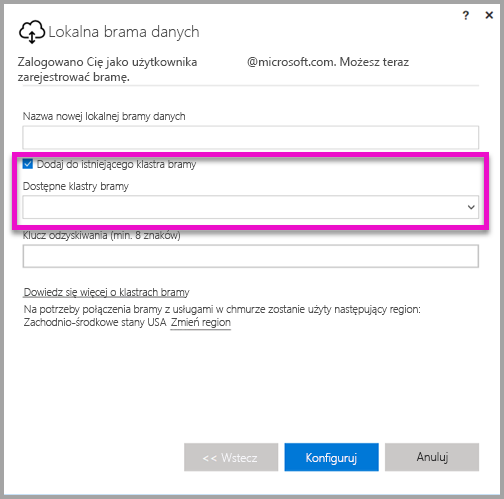 ? ×
Lokalna brama danych
Zalogowano Cię jako użytkownika @microsoft.com. Możesz teraz
zarejestrować bramę.
Nazwa nowej lokalnej bramy danych
Dodaj do istniejącego klastra bramy
Dostępne klastry bramy
Klucz odzyskiwania (min. 8 znaków)
Dowiedz się więcej o klastrach bramy
Na potrzeby połączenia bramy z usługami w chmurze zostanie użyty następujący region:
Zachodnio-środkowe stany USA Zmień region
<< Wstecz Konfiguruj Anuluj